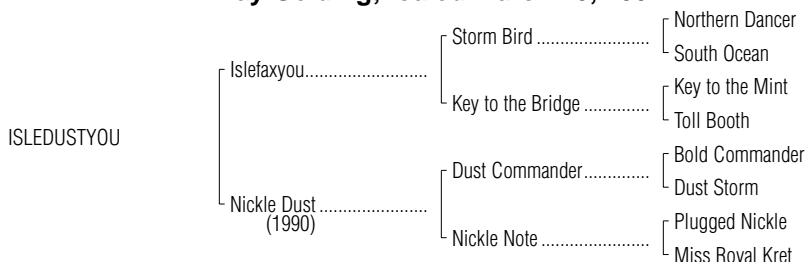 Northern Dancer
Storm Bird ....................
South Ocean
Islefaxyou..........................
Key to the Mint
Key to the Bridge ..............
Toll Booth
ISLEDUSTYOU
Bold Commander
Dust Commander..............
Dust Storm
Nickle Dust .......................
(1990)
Plugged Nickle
Nickle Note .......................
Miss Royal Kret